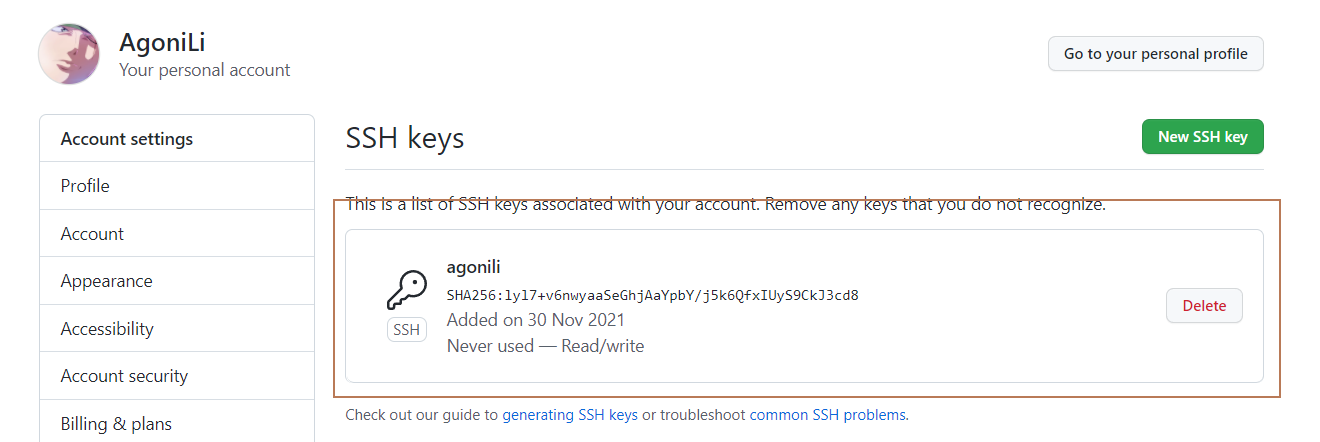 AgoniLi
Your personal account
Go to your personal profile
Account settings
Profile
Account
Appearance
Accessibility
Account security
Billing & plans
SSH keys
New SSH key
This is a list of SSH keys associated with your account. Remove any keys that you do not recognize.
agonili
SHA256:lyl7+v6nwyaaSeGhjAaYpbY/j5k6QfxIUyS9CkJ3cd8
Added on 30 Nov 2021
Never used — Read/write
SSH
Delete
Check out our guide to generating SSH keys or troubleshoot common SSH problems.